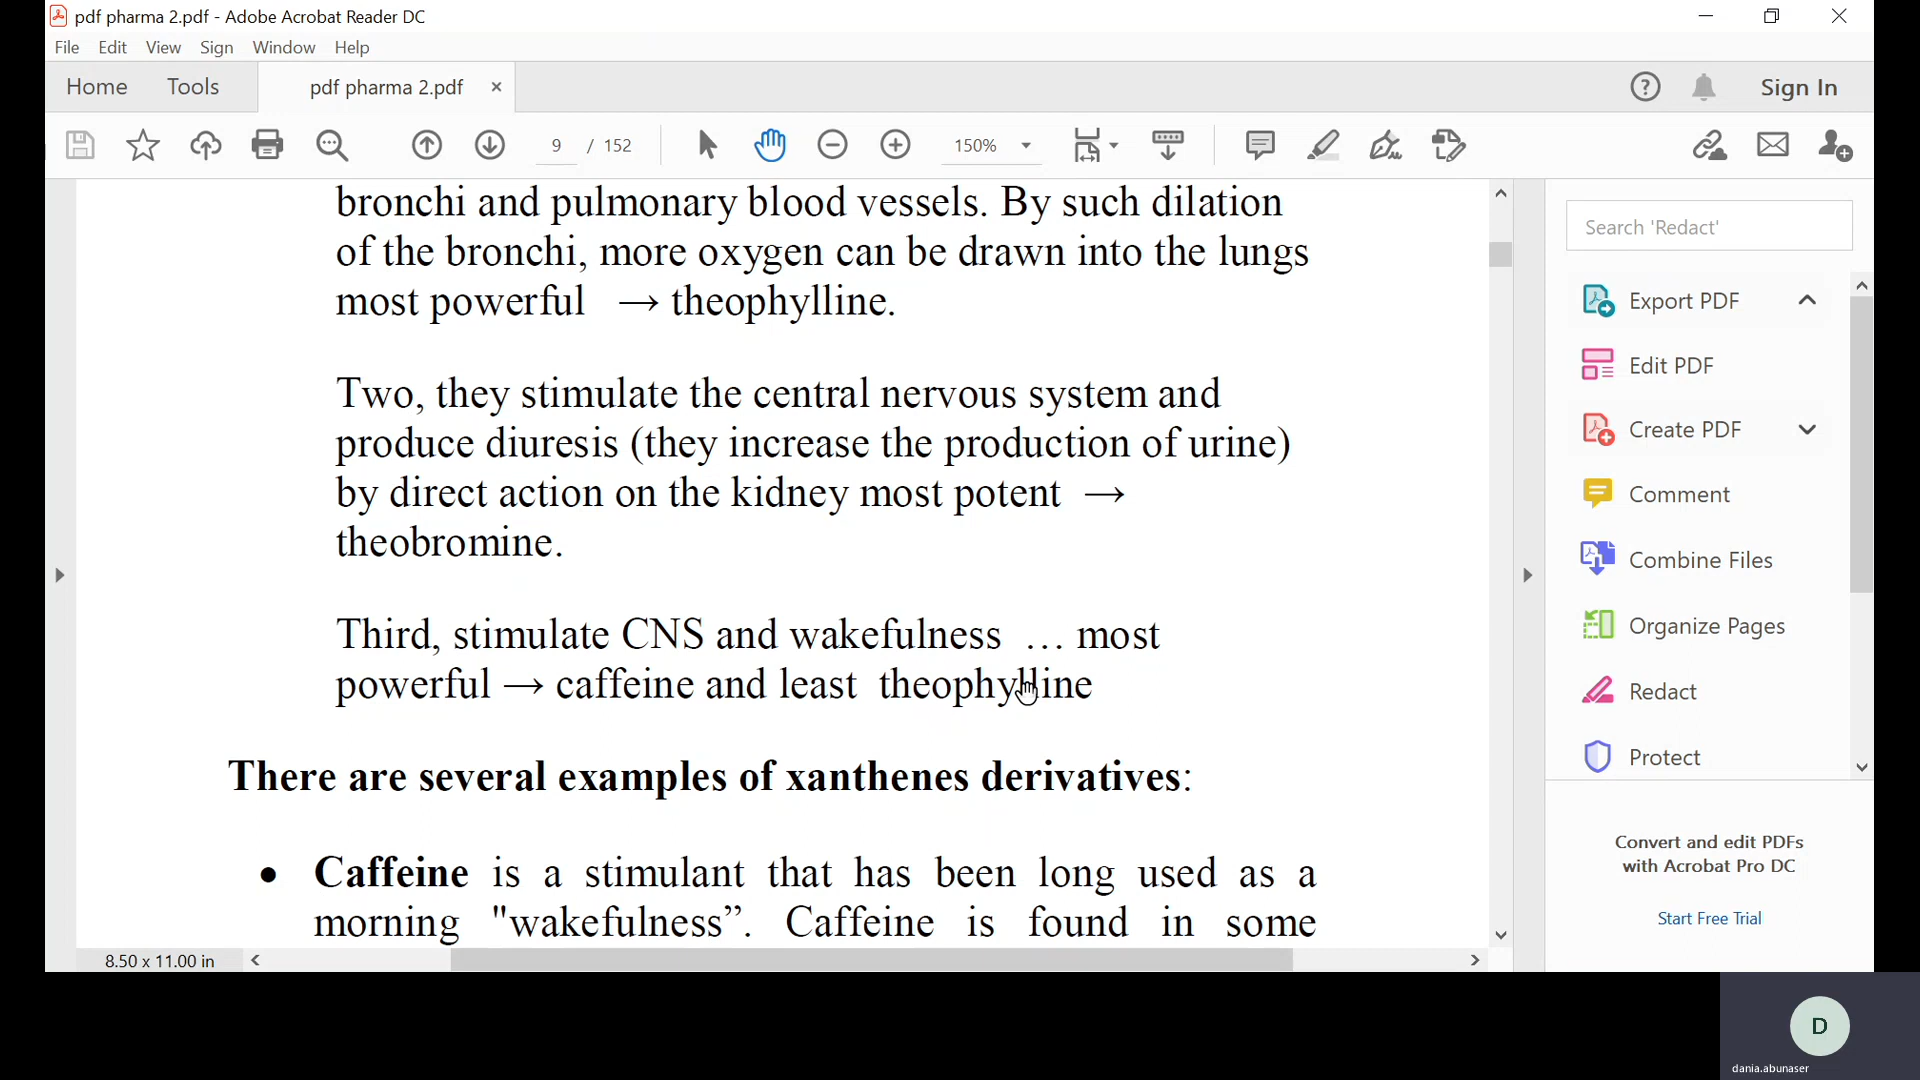 pdf pharma 2.pdf - Adobe Acrobat Reader DC
File Edit View Sign Window Help
Home Tools pdf pharma 2.pdf × Sign In
9 / 152 150%
bronchi and pulmonary blood vessels. By such dilation
of the bronchi, more oxygen can be drawn into the lungs
most powerful → theophylline.
Two, they stimulate the central nervous system and
produce diuresis (they increase the production of urine)
by direct action on the kidney most potent →
theobromine.
Third, stimulate CNS and wakefulness … most
powerful → caffeine and least theophylline
There are several examples of xanthenes derivatives:
• Caffeine is a stimulant that has been long used as a
morning "wakefulness”. Caffeine is found in some
8.50 x 11.00 in
Search 'Redact'
Export PDF
Edit PDF
Create PDF
Comment
Combine Files
Organize Pages
Redact
Protect
Convert and edit PDFs
with Acrobat Pro DC
Start Free Trial
D
dania.abunaser